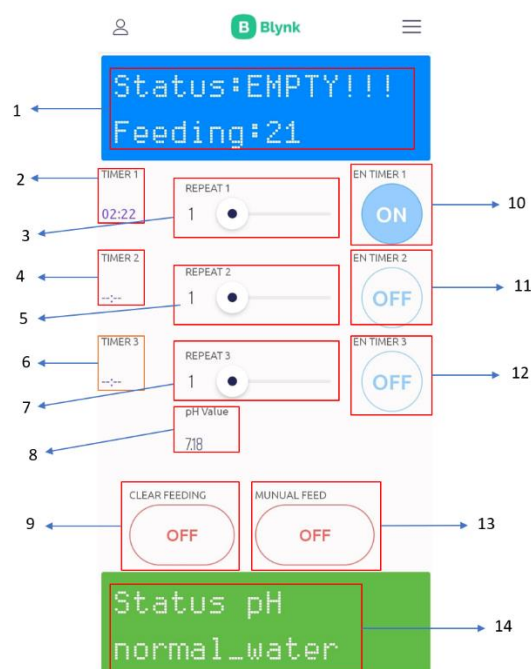 Blynk
Status:EMPTY!!!
Feeding:21
1
TIMER 1
02:22
2
REPEAT 1
1
3
EN TIMER 1
ON
10
TIMER 2
--:--
4
REPEAT 2
1
5
EN TIMER 2
OFF
11
TIMER 3
--:--
6
REPEAT 3
1
7
EN TIMER 3
OFF
12
pH Value
7.18
8
CLEAR FEEDING
OFF
9
MUNUAL FEED
OFF
13
Status pH
normal_water
14